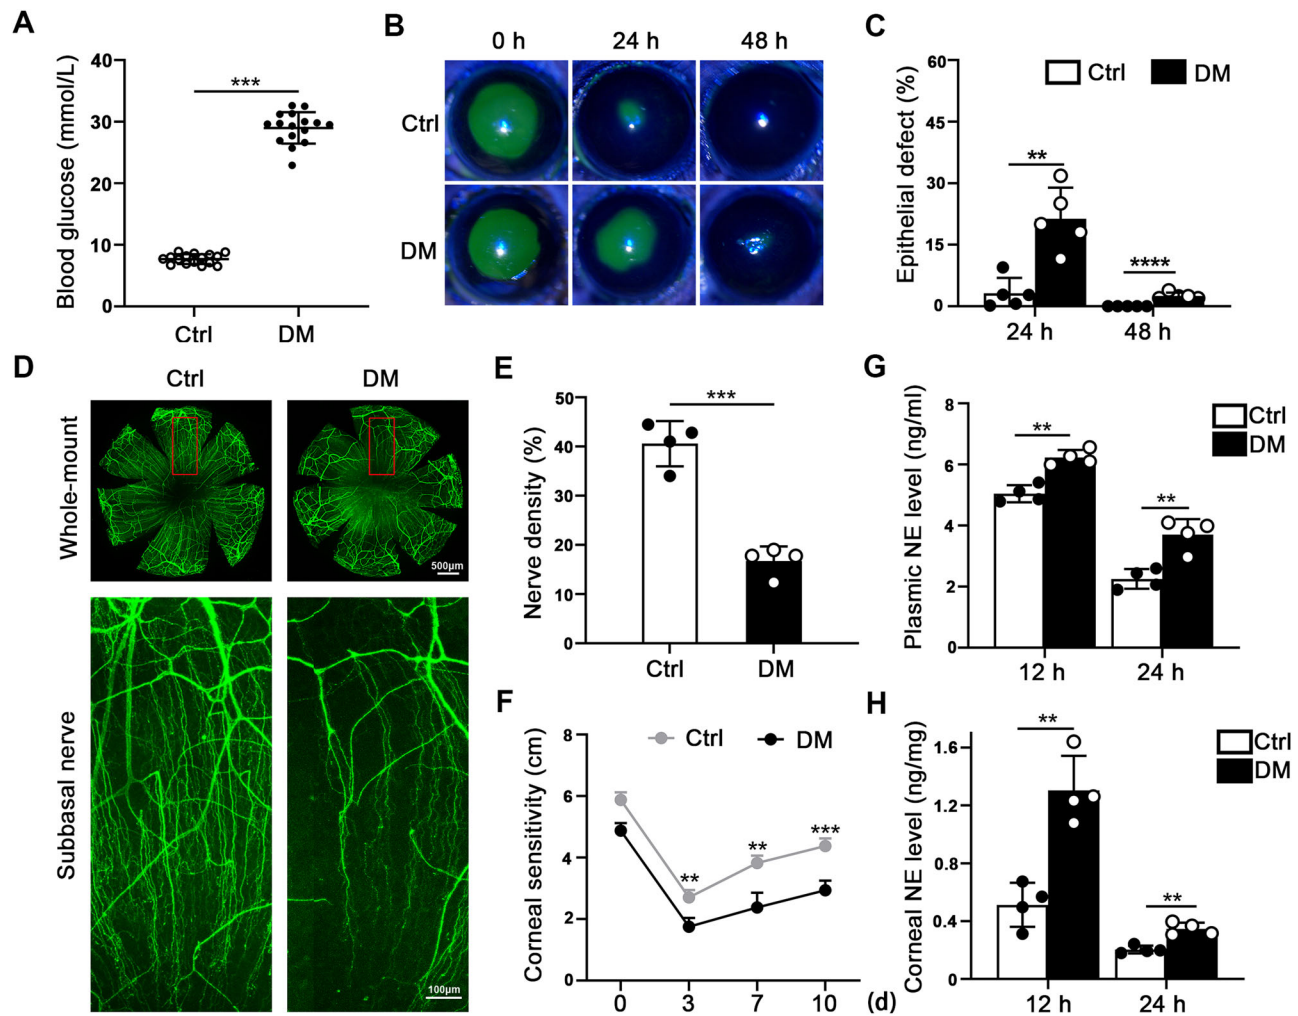 A
Blood glucose (mmol/L)
40
30
20
10
0
***
Ctrl
DM
B
0 h
24 h
48 h
Ctrl
DM
C
Epithelial defect (%)
60
45
30
15
0
Ctrl
DM
**
****
24 h
48 h
D
Ctrl
DM
Whole-mount
500μm
Subbasal nerve
100μm
E
Nerve density (%)
50
40
30
20
10
0
***
Ctrl
DM
F
Corneal sensitivity (cm)
8
6
4
2
0
Ctrl
DM
**
**
***
0
3
7
10
(d)
G
Plasmic NE level (ng/ml)
8
6
4
2
0
Ctrl
DM
**
**
12 h
24 h
H
Corneal NE level (ng/mg)
1.6
1.2
0.8
0.4
0
Ctrl
DM
**
**
12 h
24 h